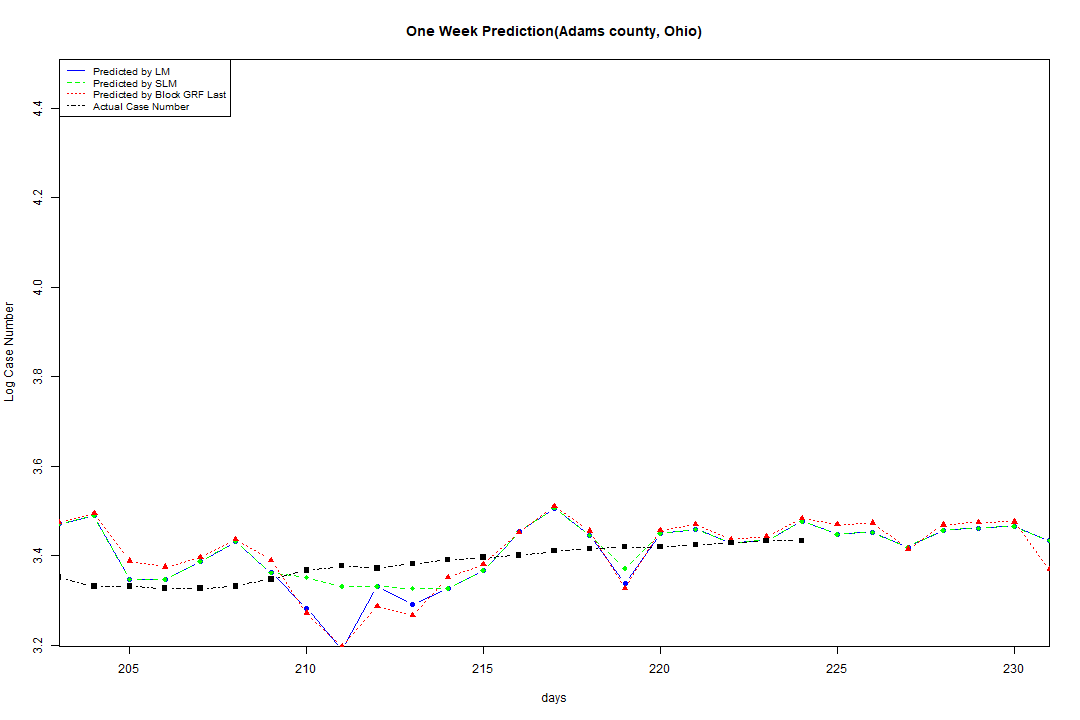 One Week Prediction(Adams county, Ohio)
Predicted by LM
Predicted by SLM
Predicted by Block GRF Last
Actual Case Number
4.4
4.2
4.0
3.8
3.6
3.4
3.2
Log Case Number
205 210 215 220 225 230
days